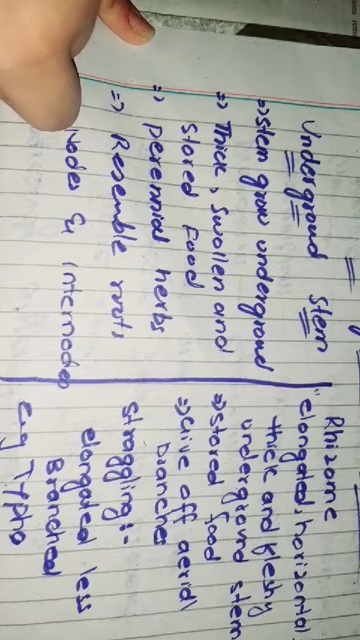 Underground Stem
=> Stem grow underground
=> Thick, Swollen and
Stored Food
=> Perennial herbs
=> Resemble roots
nodes & internodes
Rhizome
"elongated, horizontal
thick and fleshy
underground stem
=> Stored food
=> Give off aerial
branches
Straggling :-
elongated less
Branched
E.g Typha